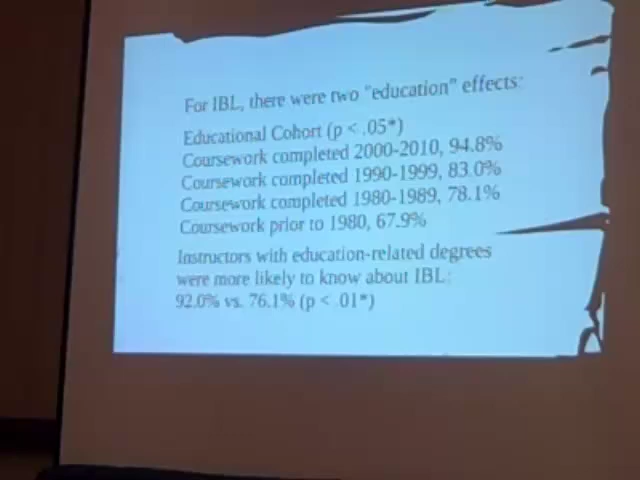 For IBL, there were two "education" effects:
Educational Cohort (p < .05*)
Coursework completed 2000-2010, 94.8%
Coursework completed 1990-1999, 83.0%
Coursework completed 1980-1989, 78.1%
Coursework prior to 1980, 67.9%
Instructors with education-related degrees
were more likely to know about IBL:
92.0% vs. 76.1% (p < .01*)